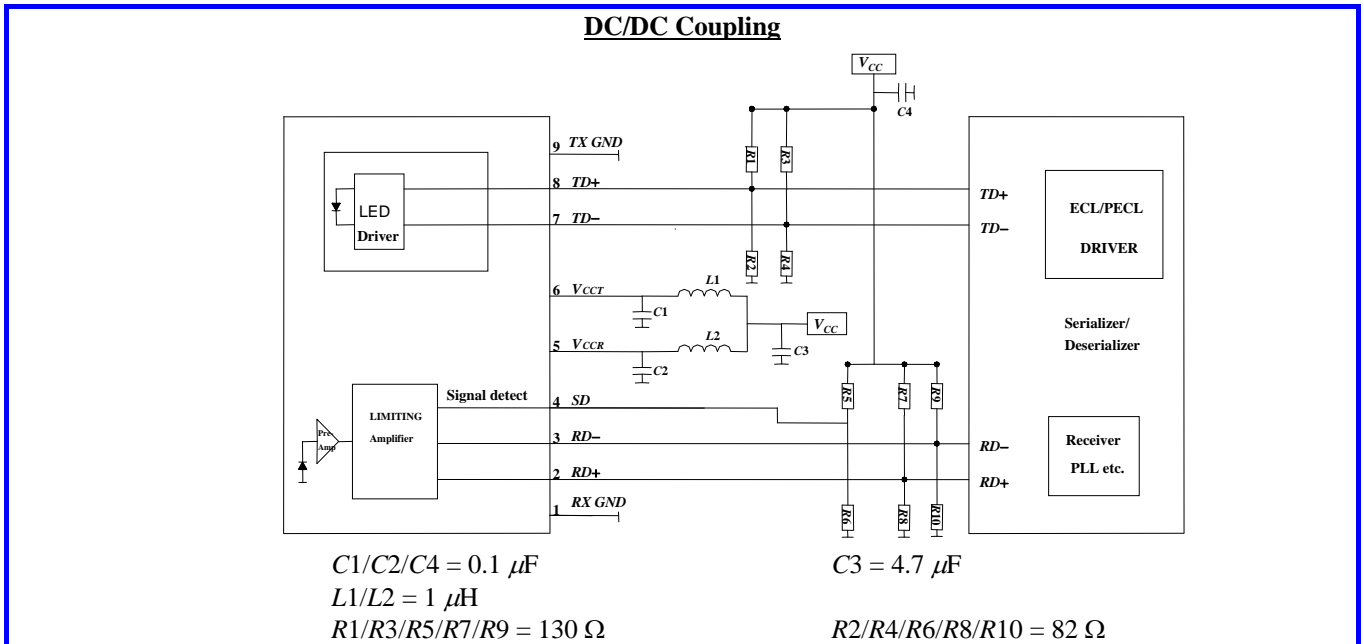 DC/DC Coupling
VCC
C4
9 TX GND
R1
R3
8 TD+
TD+
LED
Driver
7 TD−
TD−
ECL/PECL
DRIVER
R2
R4
6 VCCT
L1
C1
VCC
Serializer/
Deserializer
5 VCCR
L2
C3
C2
Signal detect
4 SD
R5
R7
R9
LIMITING
Amplifier
Pre-
Amp
3 RD−
RD−
Receiver
PLL etc.
2 RD+
RD+
1 RX GND
R6
R8
R10
C1/C2/C4 = 0.1 μF
C3 = 4.7 μF
L1/L2 = 1 μH
R1/R3/R5/R7/R9 = 130 Ω
R2/R4/R6/R8/R10 = 82 Ω